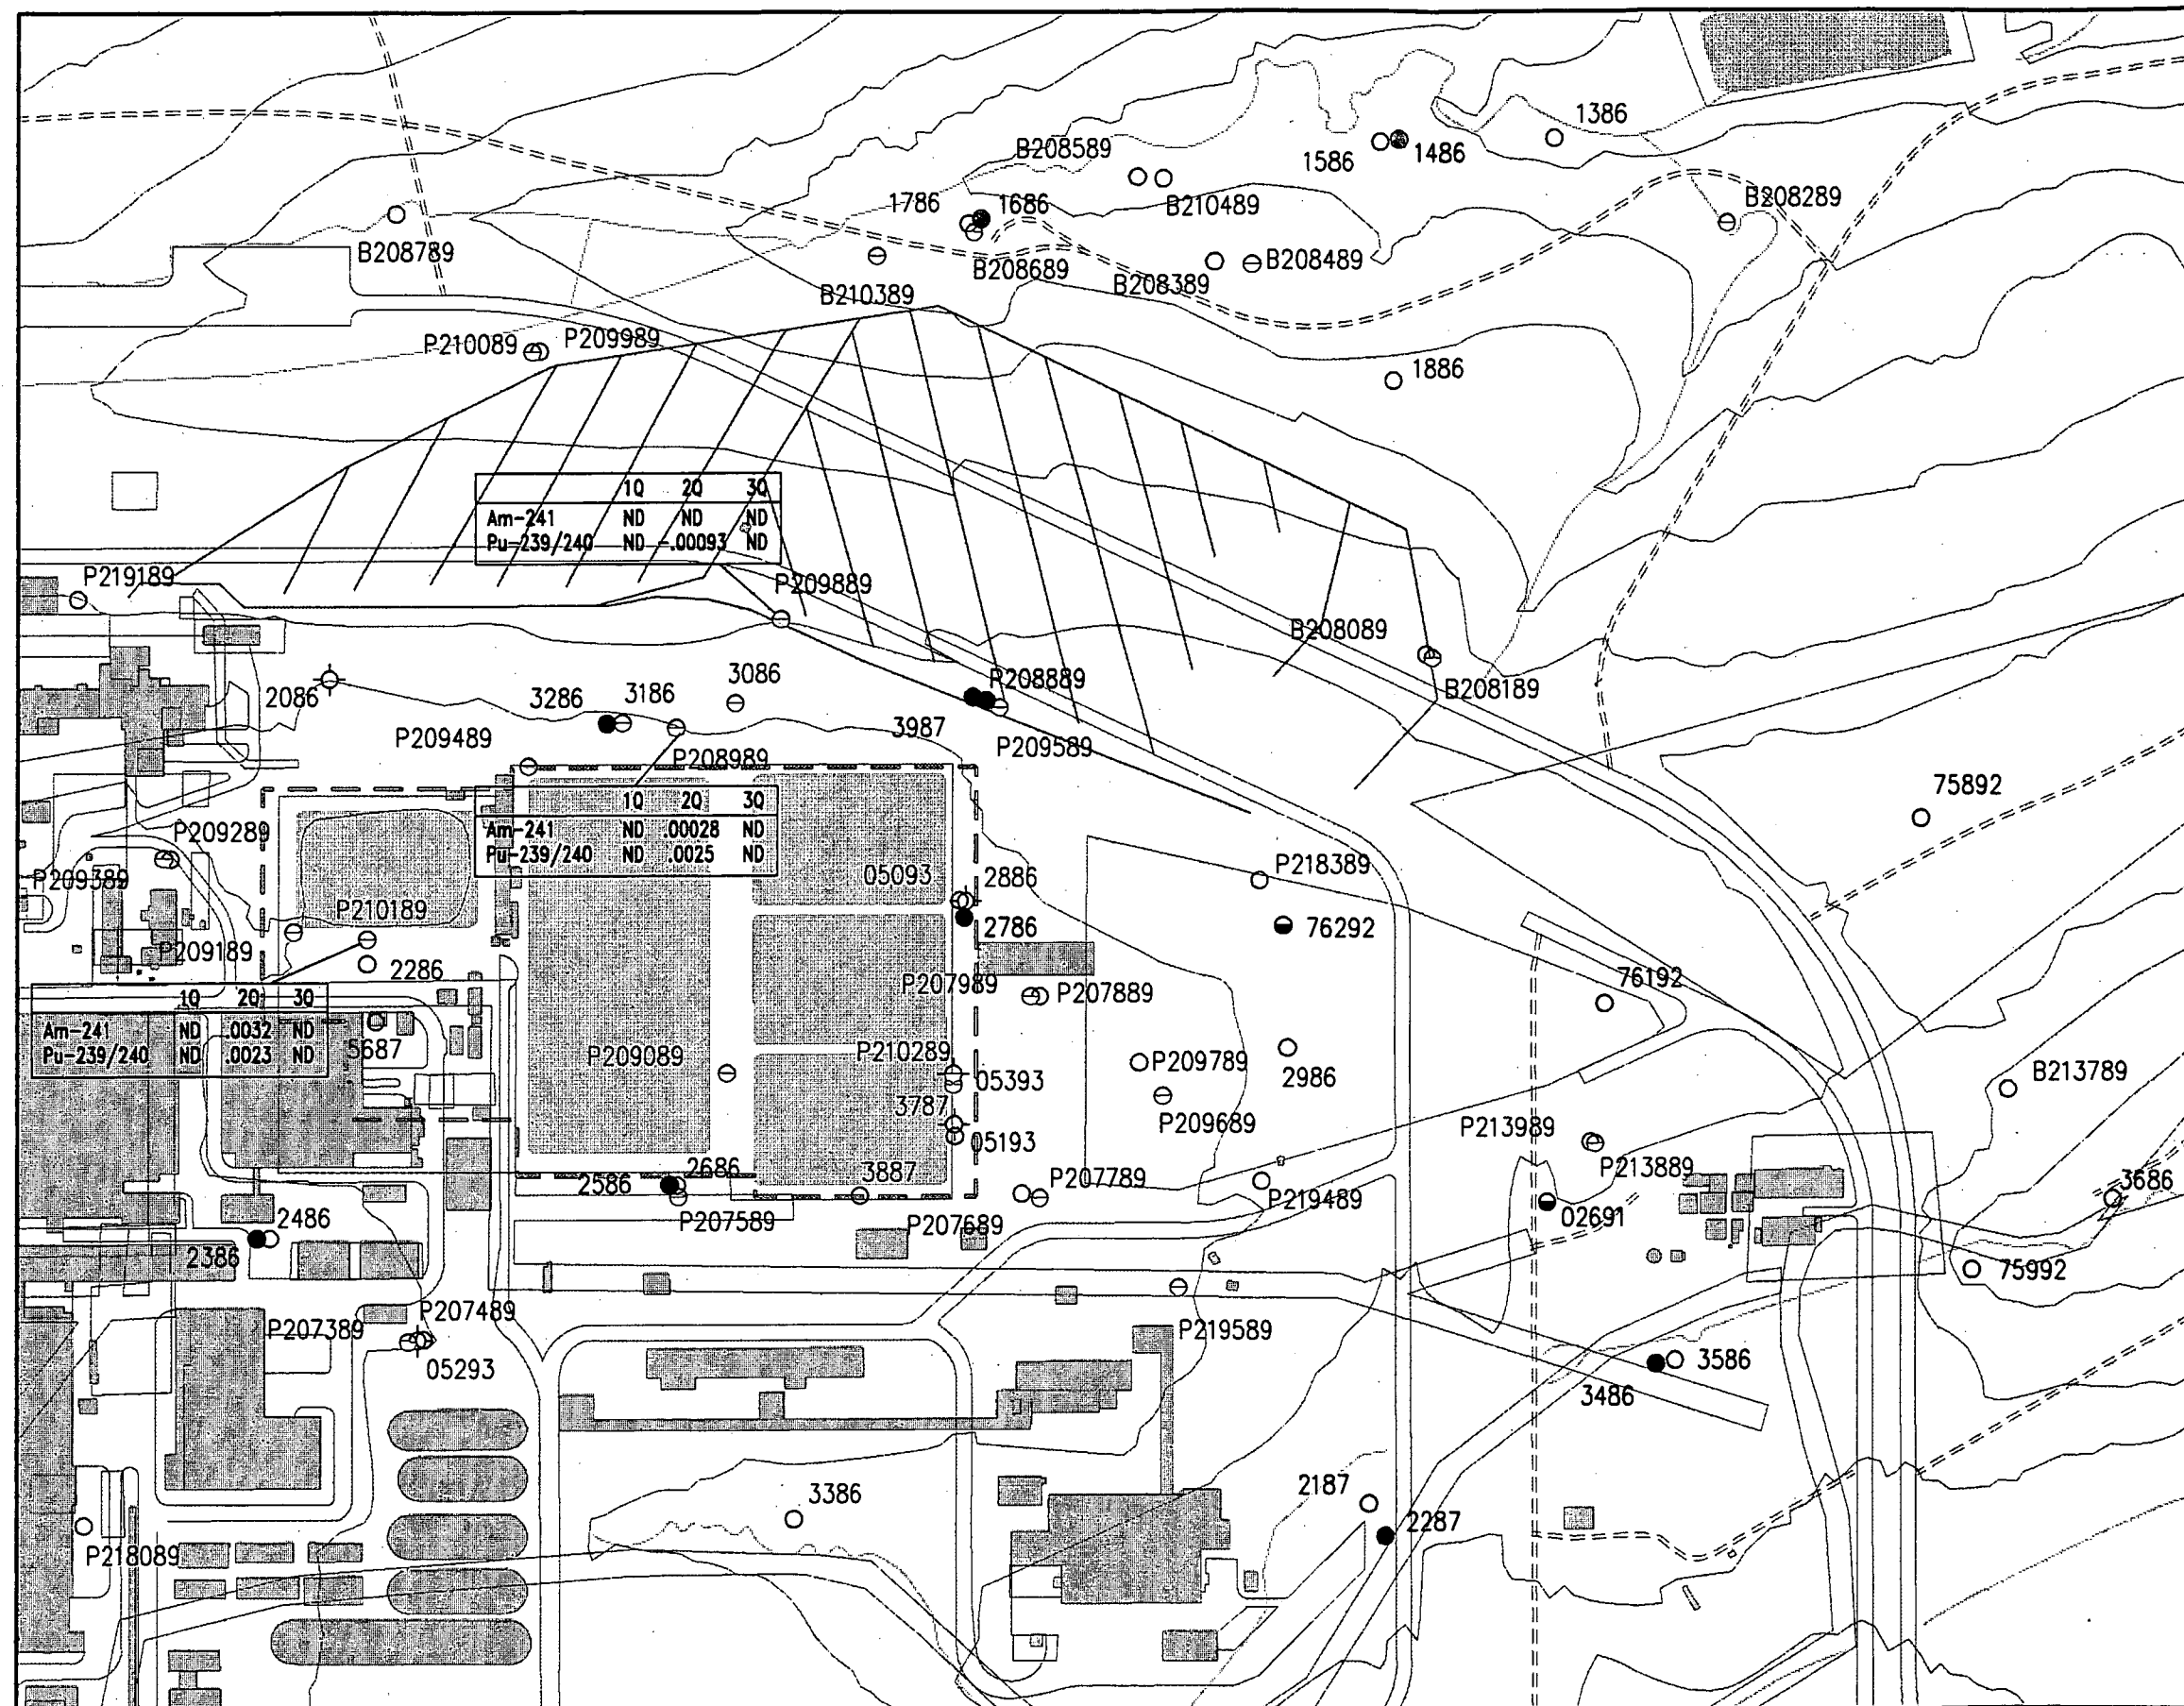 1386
B208589
1586
1486
1786
1686
B210489
B208289
B208789
B208689
B208389
B208489
B210389
P210089
P209989
1886
1Q 2Q 3Q
Am-241 ND ND ND
Pu-239/240 ND -.00093 ND
P219189
P209889
B208089
2086
3286
3186
3086
P208889
B208189
P209489
3987
P208989
P209589
1Q 2Q 3Q
Am-241 ND .00028 ND
Pu-239/240 ND .0025 ND
75892
P209289
P209389
05093
2886
P218389
P210189
2786
76292
P209189
2286
P207989
P207889
76192
1Q 2Q 3Q
Am-241 ND .0032 ND
Pu-239/240 ND .0023 ND
5687
P209089
P210289
05393
P209789
2986
B213789
3787
P209689
05193
P213989
P213889
2586
2686
3887
P207789
P219489
3686
2486
P207589
P207689
02691
2386
75992
P207389
P207489
P219589
05293
3586
3486
3386
2187
2287
P218089